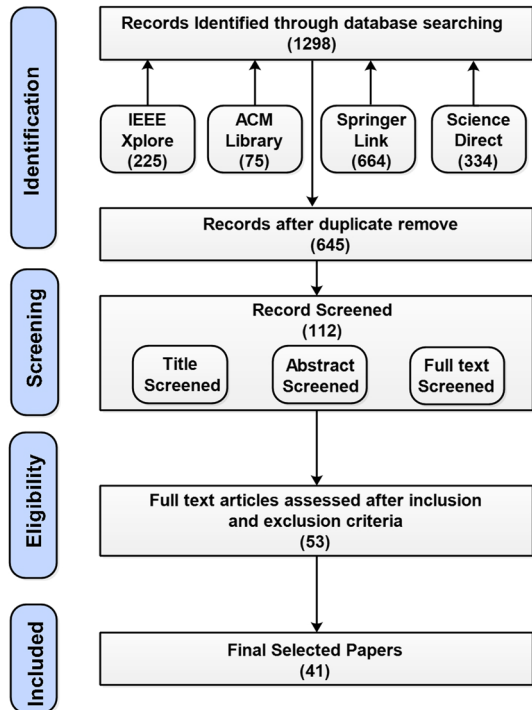 Identification
Records Identified through database searching
(1298)
IEEE
Xplore
(225)
ACM
Library
(75)
Springer
Link
(664)
Science
Direct
(334)
Records after duplicate remove
(645)
Screening
Record Screened
(112)
Title
Screened
Abstract
Screened
Full text
Screened
Eligibility
Full text articles assessed after inclusion
and exclusion criteria
(53)
Included
Final Selected Papers
(41)